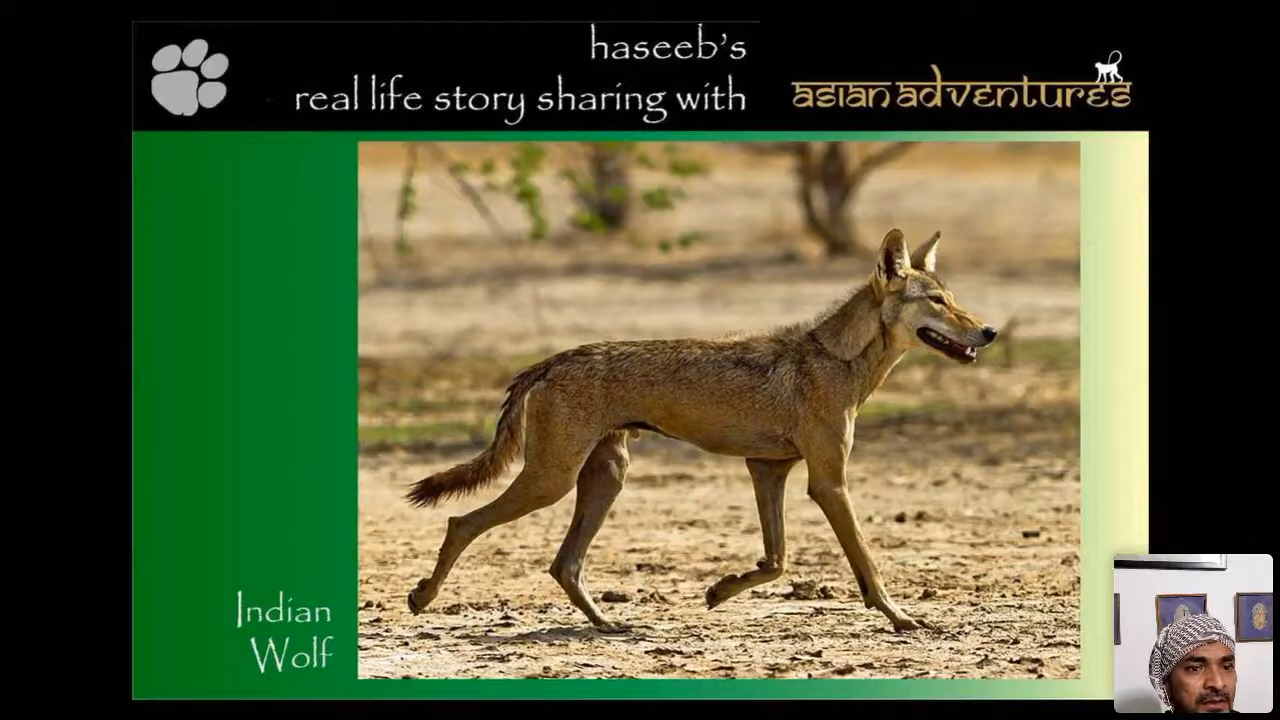 haseeb's
real life story sharing with
asian adventures
Indian
Wolf